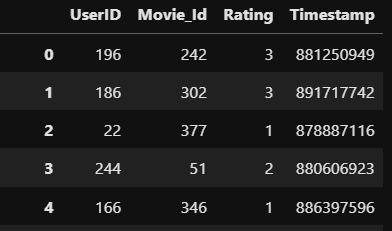 UserID Movie_Id Rating Timestamp
0 196 242 3 881250949
1 186 302 3 891717742
2 22 377 1 878887116
3 244 51 2 880606923
4 166 346 1 886397596